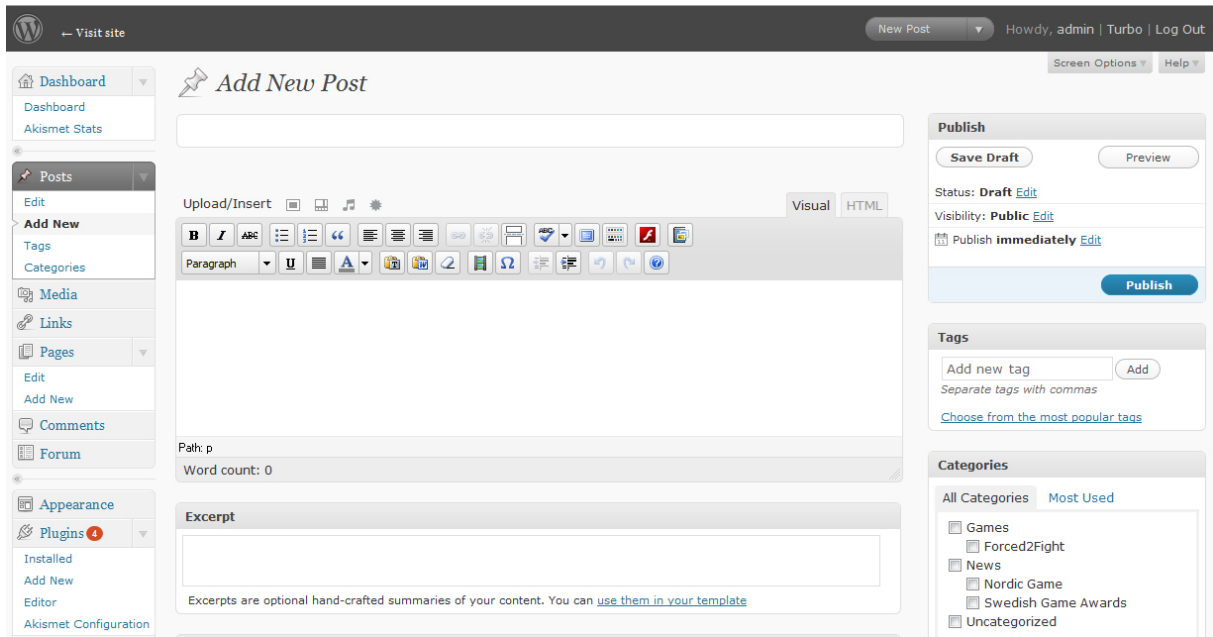 ← Visit site
New Post
Howdy, admin | Turbo | Log Out
Screen Options
Help
Dashboard
Dashboard
Akismet Stats
Posts
Edit
Add New
Tags
Categories
Media
Links
Pages
Edit
Add New
Comments
Forum
Appearance
Plugins 4
Installed
Add New
Editor
Akismet Configuration
Add New Post
Upload/Insert
Visual
HTML
B I ABC ABC
Paragraph U A
Path: p
Word count: 0
Excerpt
Excerpts are optional hand-crafted summaries of your content. You can use them in your template
Publish
Save Draft
Preview
Status: Draft Edit
Visibility: Public Edit
Publish immediately Edit
Publish
Tags
Add new tag
Add
Separate tags with commas
Choose from the most popular tags
Categories
All Categories
Most Used
Games
Forced2Fight
News
Nordic Game
Swedish Game Awards
Uncategorized